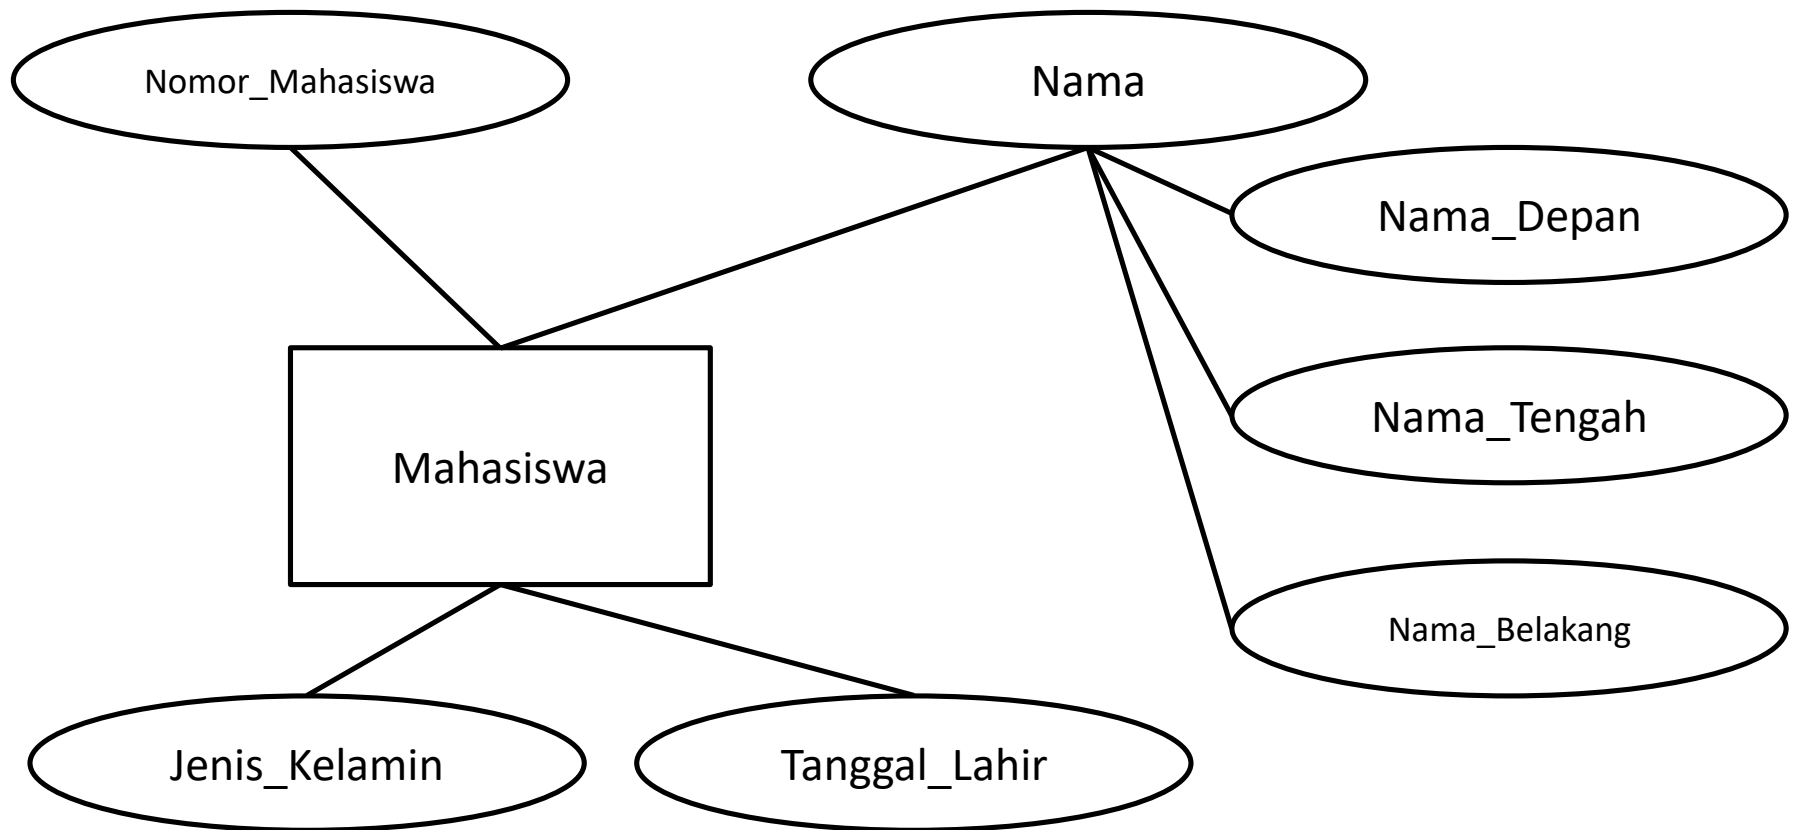 Nomor_Mahasiswa
Nama
Nama_Depan
Nama_Tengah
Mahasiswa
Nama_Belakang
Jenis_Kelamin
Tanggal_Lahir